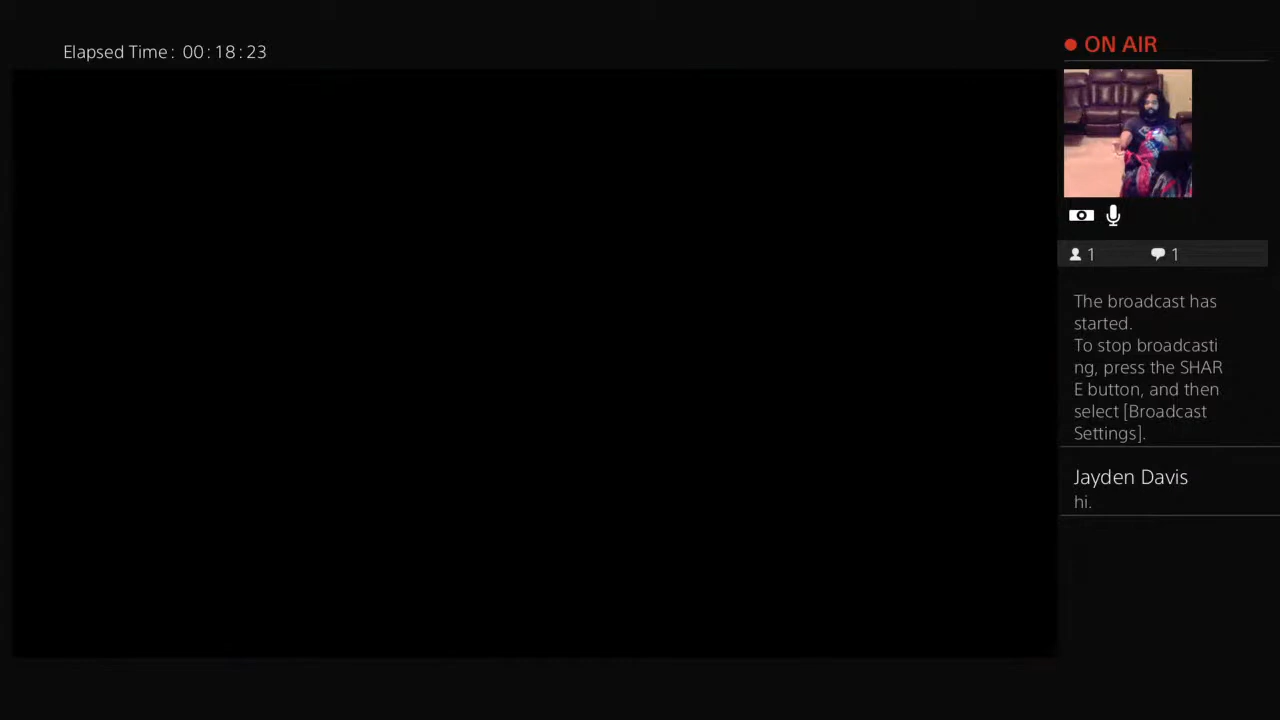 Elapsed Time: 00:18:23
ON AIR
1 1
The broadcast has
started.
To stop broadcasti
ng, press the SHAR
E button, and then
select [Broadcast
Settings].
Jayden Davis
hi.